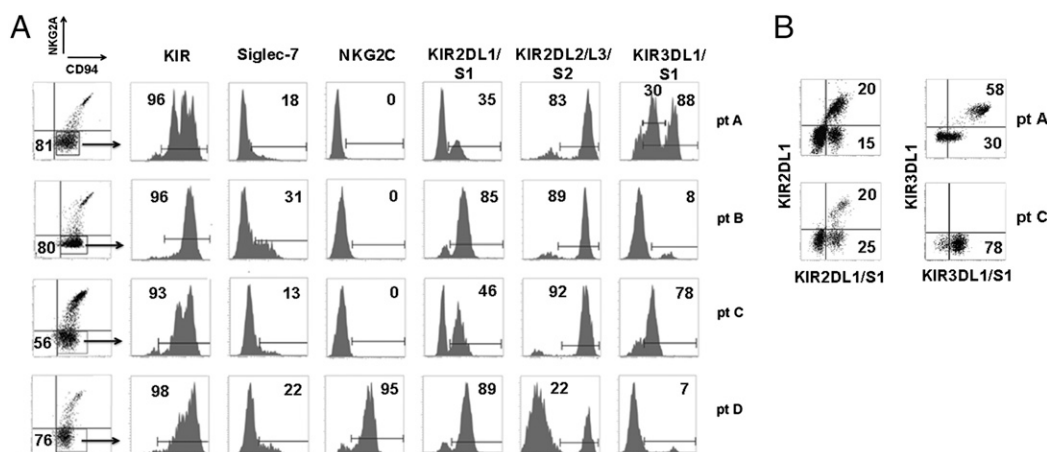 A
NKG2A
CD94
KIR
Siglec-7
NKG2C
KIR2DL1/
S1
KIR2DL2/L3/
S2
KIR3DL1/
S1
81
96
18
0
35
83
30
88
pt A
80
96
31
0
85
89
8
pt B
56
93
13
0
46
92
78
pt C
76
98
22
95
89
22
7
pt D
B
KIR2DL1
20
15
KIR3DL1
58
30
pt A
20
25
78
pt C
KIR2DL1/S1
KIR3DL1/S1